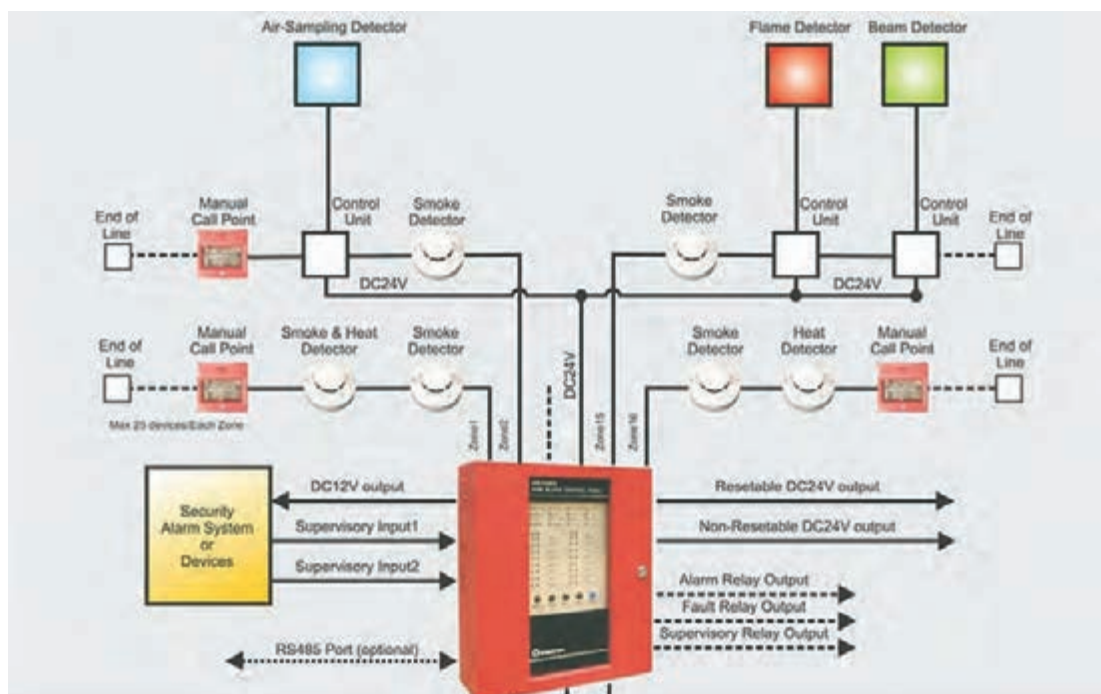 Air-Sampling Detector
Flame Detector
Beam Detector
End of
Line
Manual
Call Point
Control
Unit
Smoke
Detector
Smoke
Detector
Control
Unit
Control
Unit
End of
Line
DC24V
DC24V
End of
Line
Manual
Call Point
Smoke & Heat
Detector
Smoke
Detector
DC24V
Smoke
Detector
Heat
Detector
Manual
Call Point
End of
Line
Max 25 devices/Each Zone
Zone1
Zone2
Zone15
Zone16
Security
Alarm System
or
Devices
DC12V output
Supervisory Input1
Supervisory Input2
RS485 Port (optional)
Resetable DC24V output
Non-Resetable DC24V output
Alarm Relay Output
Fault Relay Output
Supervisory Relay Output